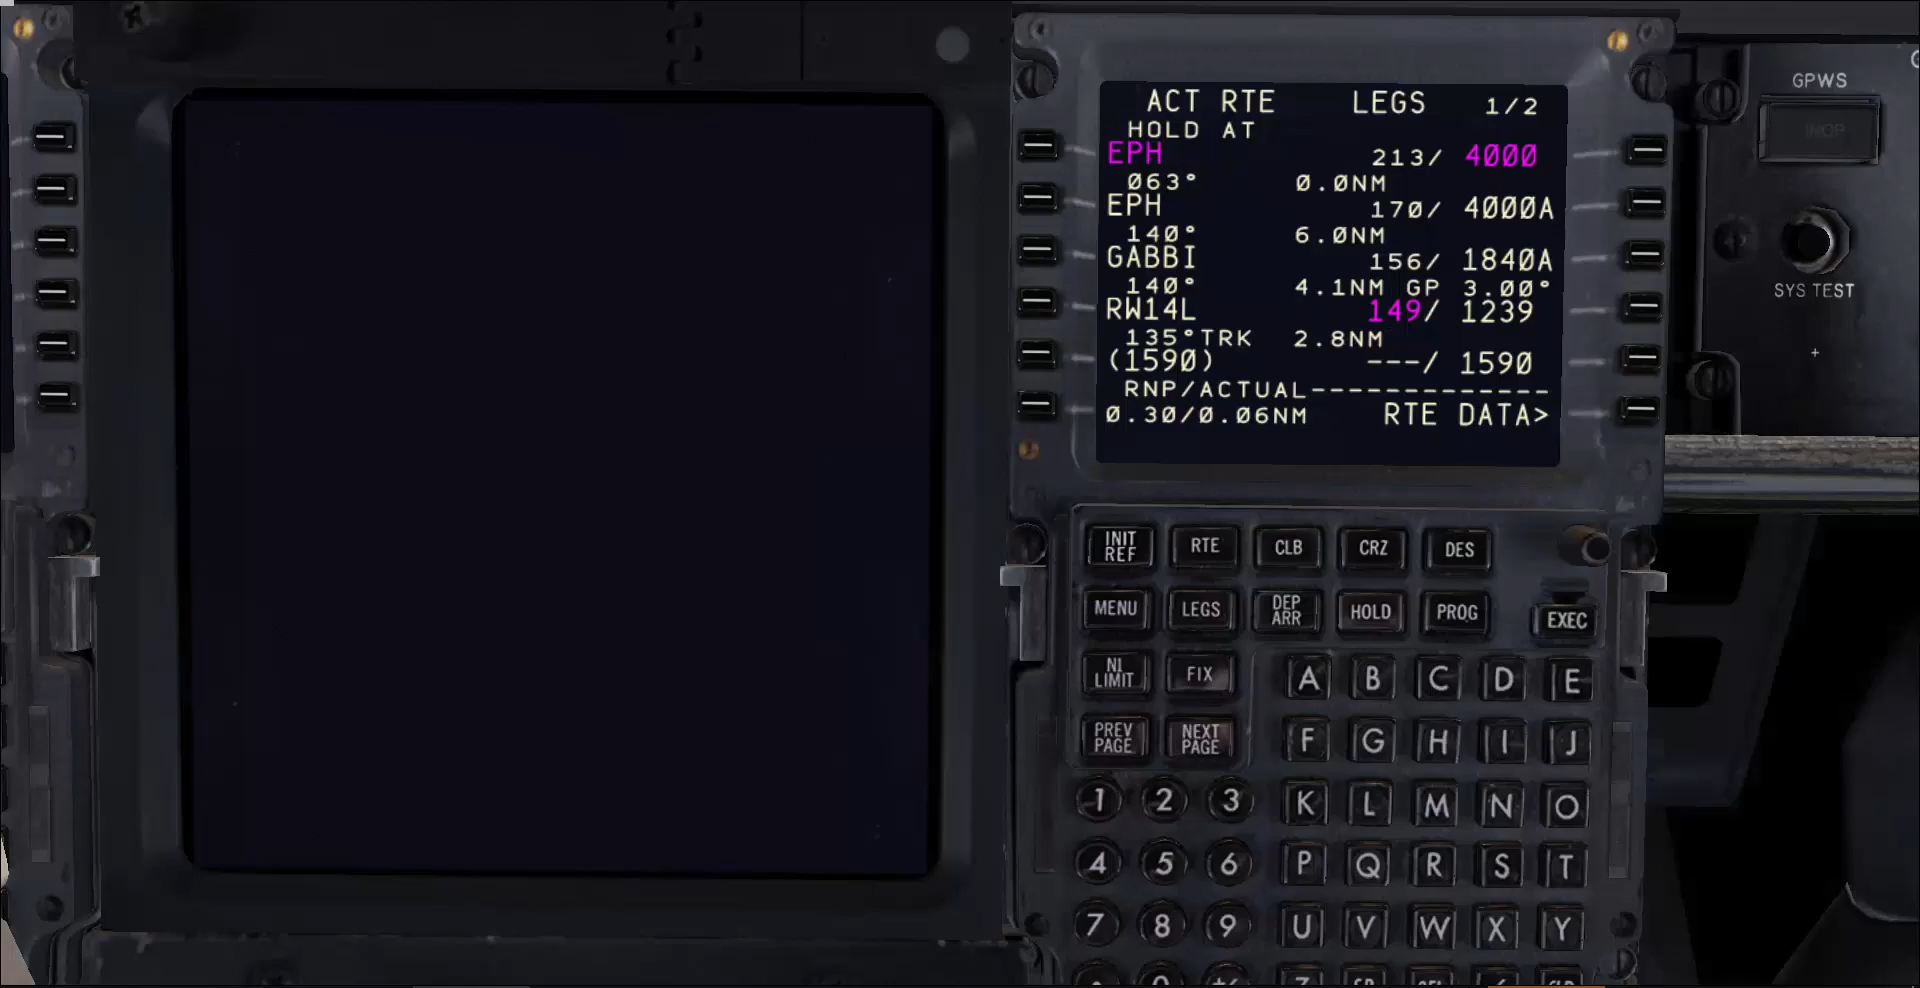 ACT RTE LEGS 1/2
HOLD AT
EPH 213/ 4000
063° 0.0NM
EPH 170/ 4000A
140° 6.0NM
GABBI 156/ 1840A
140° 4.1NM GP 3.00°
RW14L 149/ 1239
135°TRK 2.8NM
(1590) ---/ 1590
RNP/ACTUAL-------------
0.30/0.06NM RTE DATA>
GPWS
INOP
SYS TEST
INIT REF
RTE
CLB
CRZ
DES
MENU
LEGS
DEP ARR
HOLD
PROG
EXEC
N1 LIMIT
FIX
PREV PAGE
NEXT PAGE
A B C D E
F G H I J
1 2 3
K L M N O
4 5 6
P Q R S T
7 8 9
U V W X Y